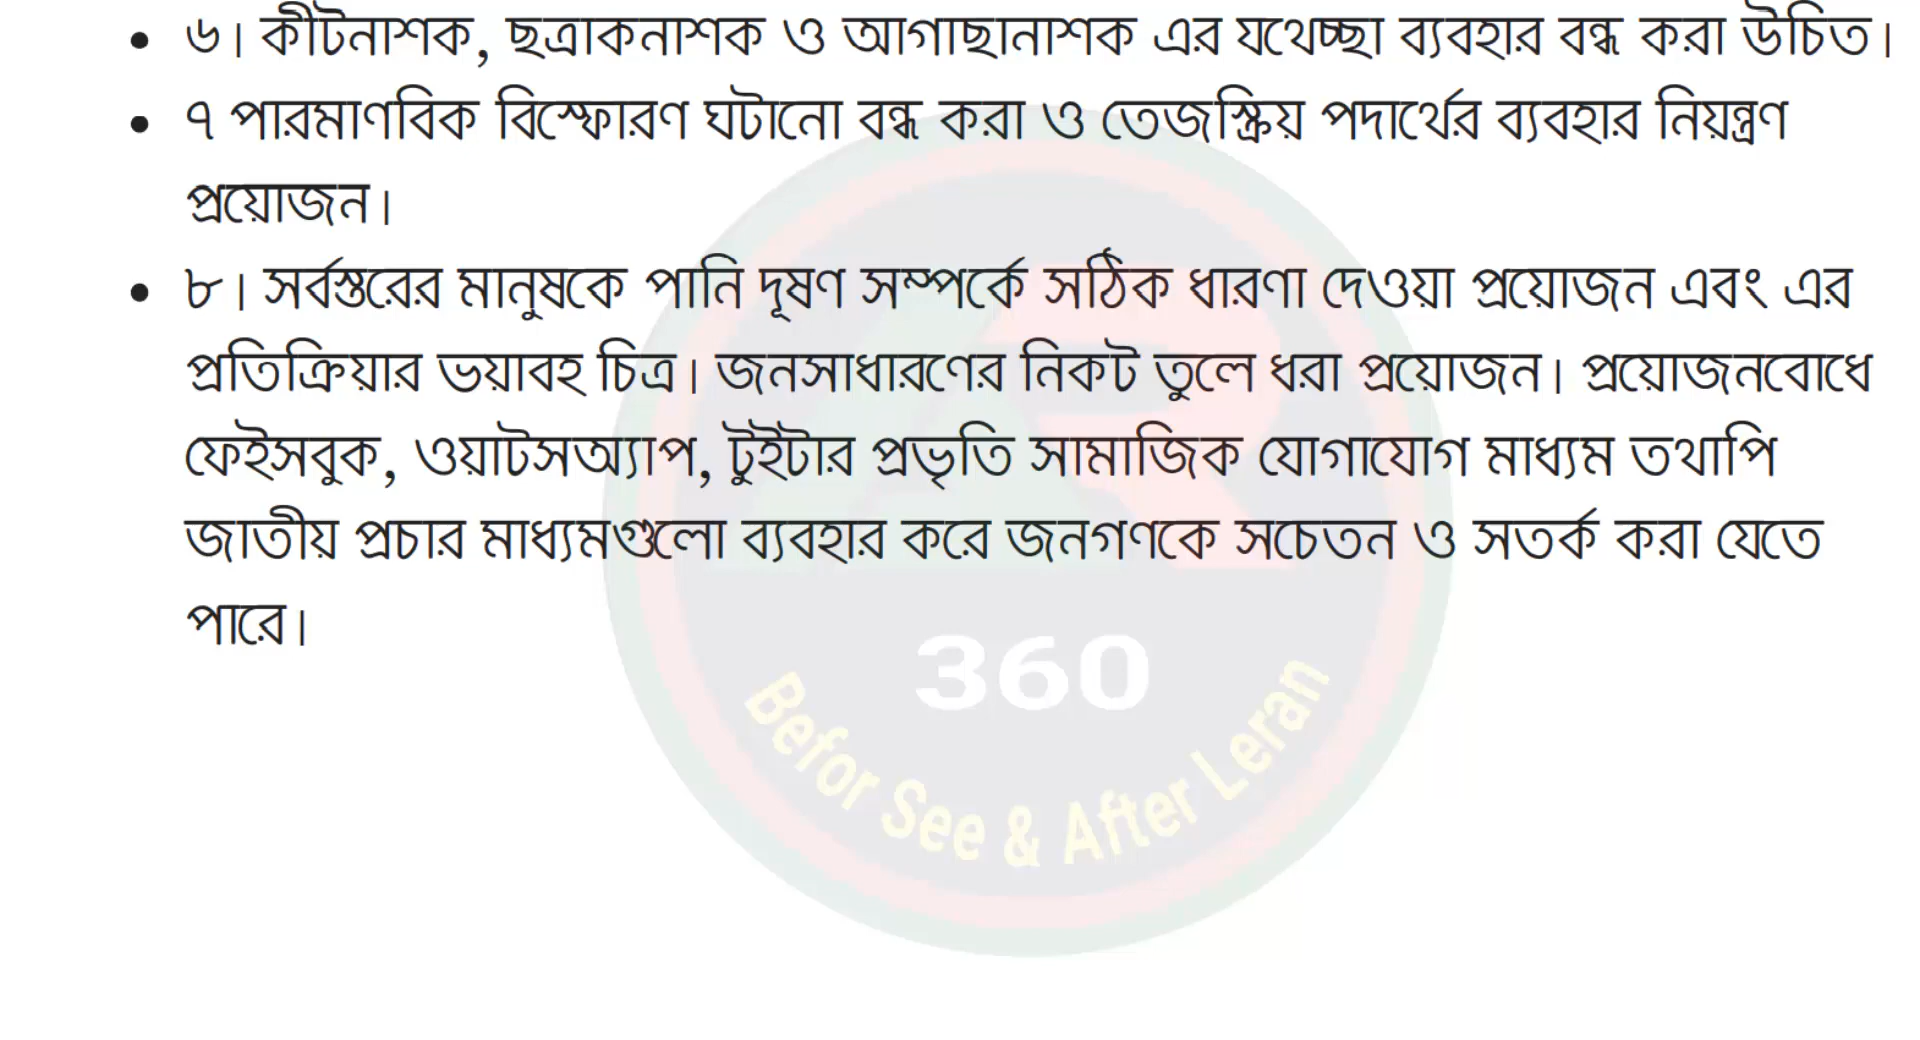 • ৬। কীটনাশক, ছত্রাকনাশক ও আগাছানাশক এর যথেচ্ছা ব্যবহার বন্ধ করা উচিত।
• ৭ পারমাণবিক বিস্ফোরণ ঘটানো বন্ধ করা ও তেজস্ক্রিয় পদার্থের ব্যবহার নিয়ন্ত্রণ
প্রয়োজন।
• ৮। সর্বস্তরের মানুষকে পানি দূষণ সম্পর্কে সঠিক ধারণা দেওয়া প্রয়োজন এবং এর
প্রতিক্রিয়ার ভয়াবহ চিত্র। জনসাধারণের নিকট তুলে ধরা প্রয়োজন। প্রয়োজনবোধে
ফেইসবুক, ওয়াটসঅ্যাপ, টুইটার প্রভৃতি সামাজিক যোগাযোগ মাধ্যম তথাপি
জাতীয় প্রচার মাধ্যমগুলো ব্যবহার করে জনগণকে সচেতন ও সতর্ক করা যেতে
পারে।
AR
360
Befor See & After Leran